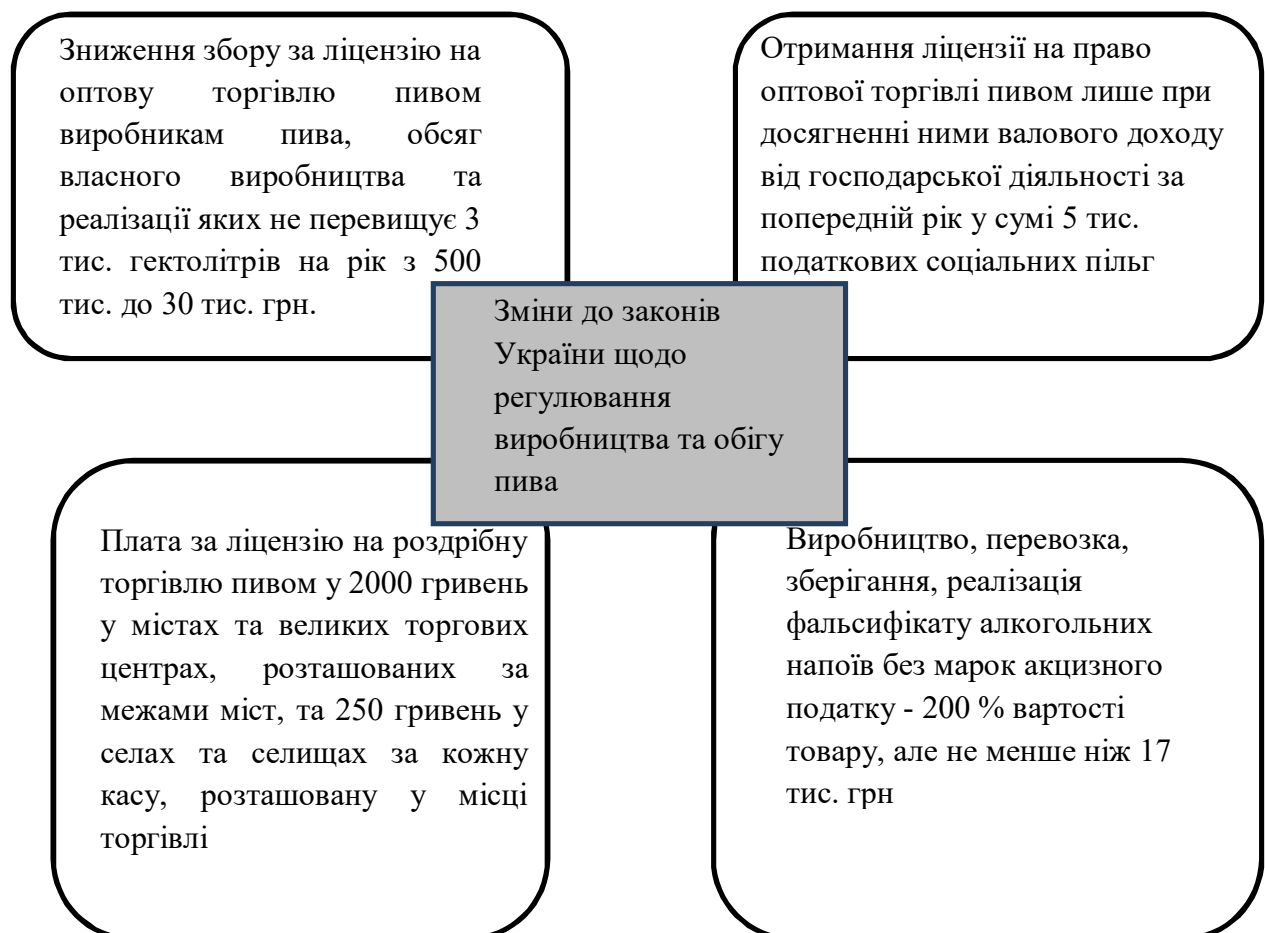 Зниження збору за ліцензію на
оптову торгівлю пивом
виробникам пива, обсяг
власного виробництва та
реалізації яких не перевищує 3
тис. гектолітрів на рік з 500
тис. до 30 тис. грн.
Отримання ліцензії на право
оптової торгівлі пивом лише при
досягненні ними валового доходу
від господарської діяльності за
попередній рік у сумі 5 тис.
податкових соціальних пільг
Зміни до законів
України щодо
регулювання
виробництва та обігу
пива
Плата за ліцензію на роздрібну
торгівлю пивом у 2000 гривень
у містах та великих торгових
центрах, розташованих за
межами міст, та 250 гривень у
селах та селищах за кожну
касу, розташовану у місці
торгівлі
Виробництво, перевозка,
зберігання, реалізація
фальсифікату алкогольних
напоїв без марок акцизного
податку - 200 % вартості
товару, але не менше ніж 17
тис. грн